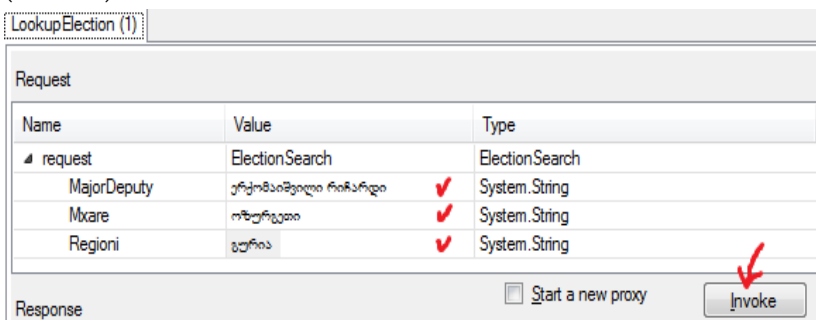 LookupElection (1)
Request
Name Value Type
request ElectionSearch ElectionSearch
MajorDeputy ერქომაიშვილი რიჩარდი System.String
Mxare ოზურგეთი System.String
Regioni გურია System.String
Start a new proxy Invoke
Response